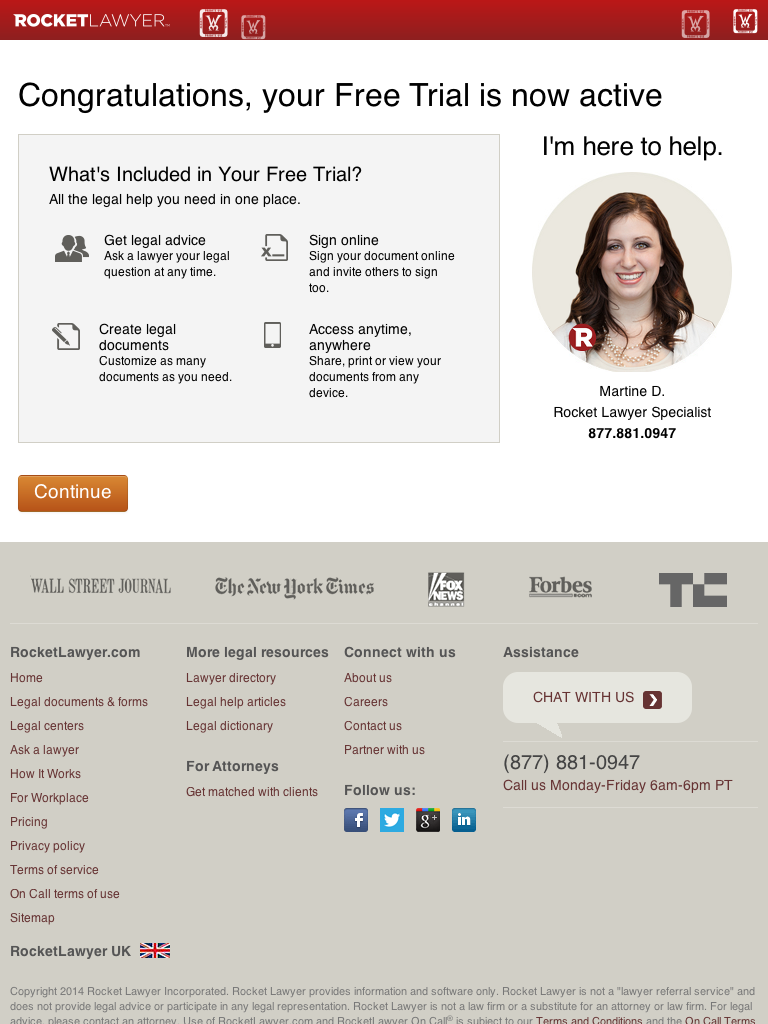 ROCKETLAWYER
Congratulations, your Free Trial is now active
What's Included in Your Free Trial?
All the legal help you need in one place.
Get legal advice
Ask a lawyer your legal
question at any time.
Sign online
Sign your document online
and invite others to sign
too.
Create legal
documents
Customize as many
documents as you need.
Access anytime,
anywhere
Share, print or view your
documents from any
device.
I'm here to help.
R
Martine D.
Rocket Lawyer Specialist
877.881.0947
Continue
WALL STREET JOURNAL
The New York Times
FOX
NEWS
channel
Forbes
.com
TC
RocketLawyer.com
Home
Legal documents & forms
Legal centers
Ask a lawyer
How It Works
For Workplace
Pricing
Privacy policy
Terms of service
On Call terms of use
Sitemap
RocketLawyer UK
More legal resources
Lawyer directory
Legal help articles
Legal dictionary
For Attorneys
Get matched with clients
Connect with us
About us
Careers
Contact us
Partner with us
Follow us:
f
g+
in
Assistance
CHAT WITH US
(877) 881-0947
Call us Monday-Friday 6am-6pm PT
Copyright 2014 Rocket Lawyer Incorporated. Rocket Lawyer provides information and software only. Rocket Lawyer is not a "lawyer referral service" and
does not provide legal advice or participate in any legal representation. Rocket Lawyer is not a law firm or a substitute for an attorney or law firm. For legal
advice, please contact an attorney. Use of RocketLawyer.com and RocketLawyer On Call® is subject to our Terms and Conditions and the On Call Terms